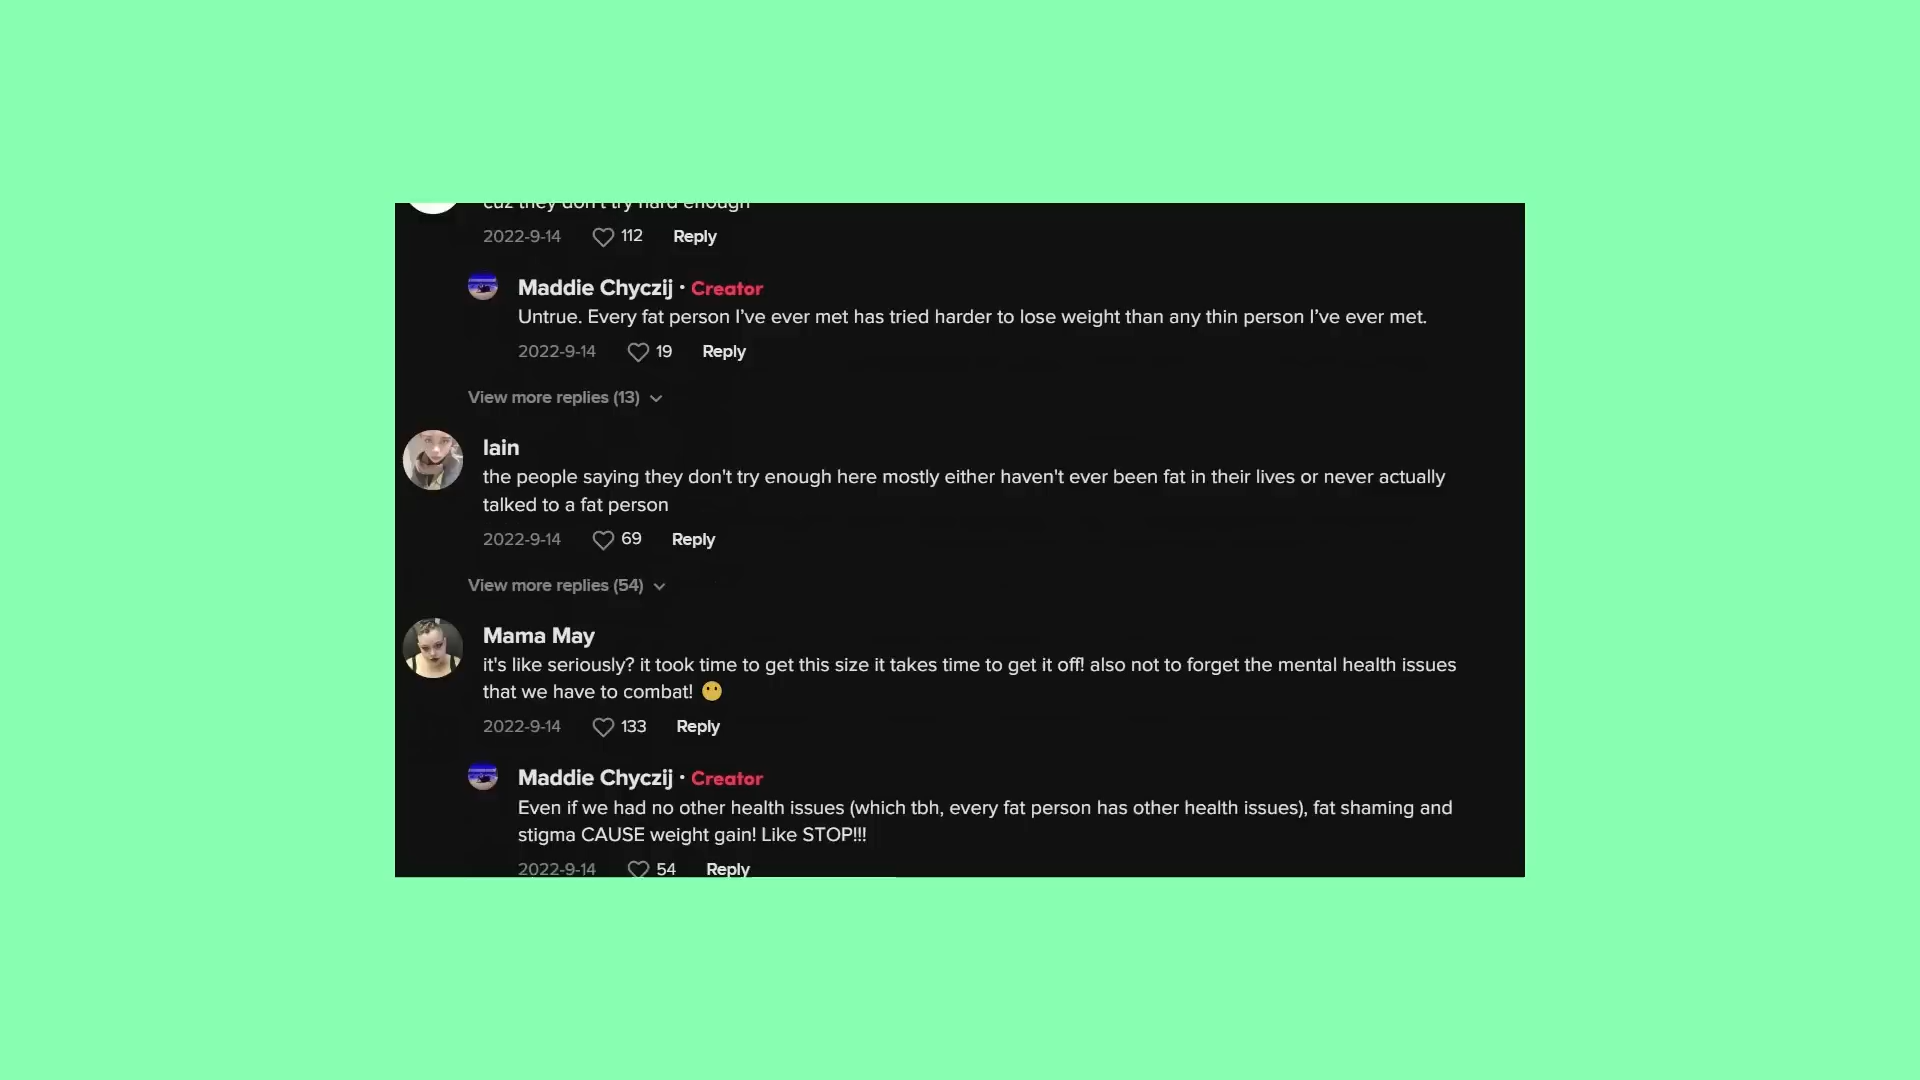 cuz they don't try hard enough
2022-9-14 112 Reply
Maddie Chyczij · Creator
Untrue. Every fat person I've ever met has tried harder to lose weight than any thin person I've ever met.
2022-9-14 19 Reply
View more replies (13)
Iain
the people saying they don't try enough here mostly either haven't ever been fat in their lives or never actually
talked to a fat person
2022-9-14 69 Reply
View more replies (54)
Mama May
it's like seriously? it took time to get this size it takes time to get it off! also not to forget the mental health issues
that we have to combat! 😶
2022-9-14 133 Reply
Maddie Chyczij · Creator
Even if we had no other health issues (which tbh, every fat person has other health issues), fat shaming and
stigma CAUSE weight gain! Like STOP!!!
2022-9-14 54 Reply